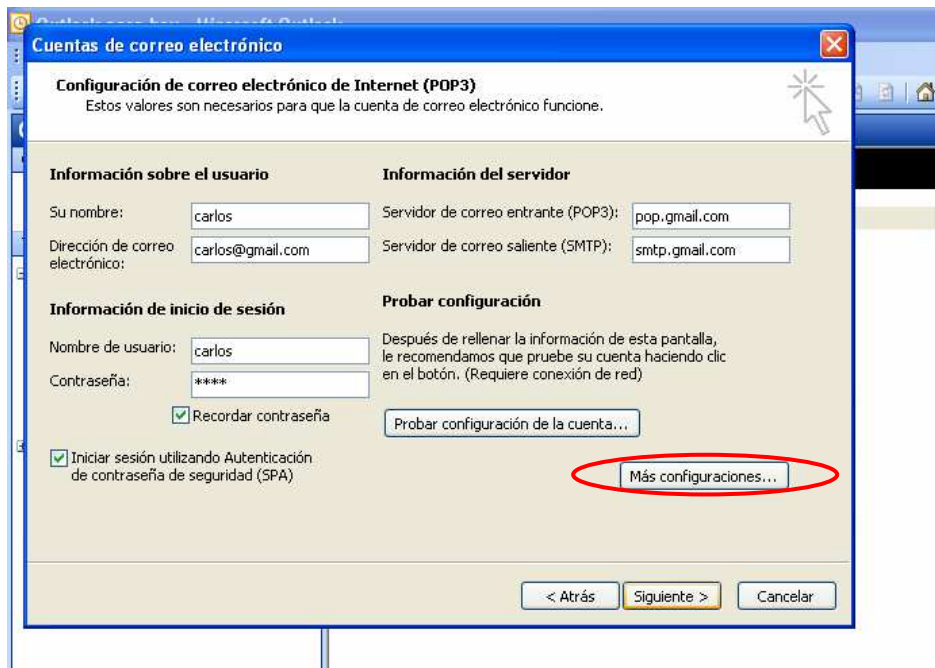 Cuentas de correo electrónico
Configuración de correo electrónico de Internet (POP3)
Estos valores son necesarios para que la cuenta de correo electrónico funcione.
Información sobre el usuario
Su nombre:
carlos
Dirección de correo
electrónico:
carlos@gmail.com
Información del servidor
Servidor de correo entrante (POP3):
pop.gmail.com
Servidor de correo saliente (SMTP):
smtp.gmail.com
Información de inicio de sesión
Nombre de usuario:
carlos
Contraseña:
****
Recordar contraseña
Iniciar sesión utilizando Autenticación
de contraseña de seguridad (SPA)
Probar configuración
Después de rellenar la información de esta pantalla,
le recomendamos que pruebe su cuenta haciendo clic
en el botón. (Requiere conexión de red)
Probar configuración de la cuenta...
Más configuraciones...
< Atrás
Siguiente >
Cancelar